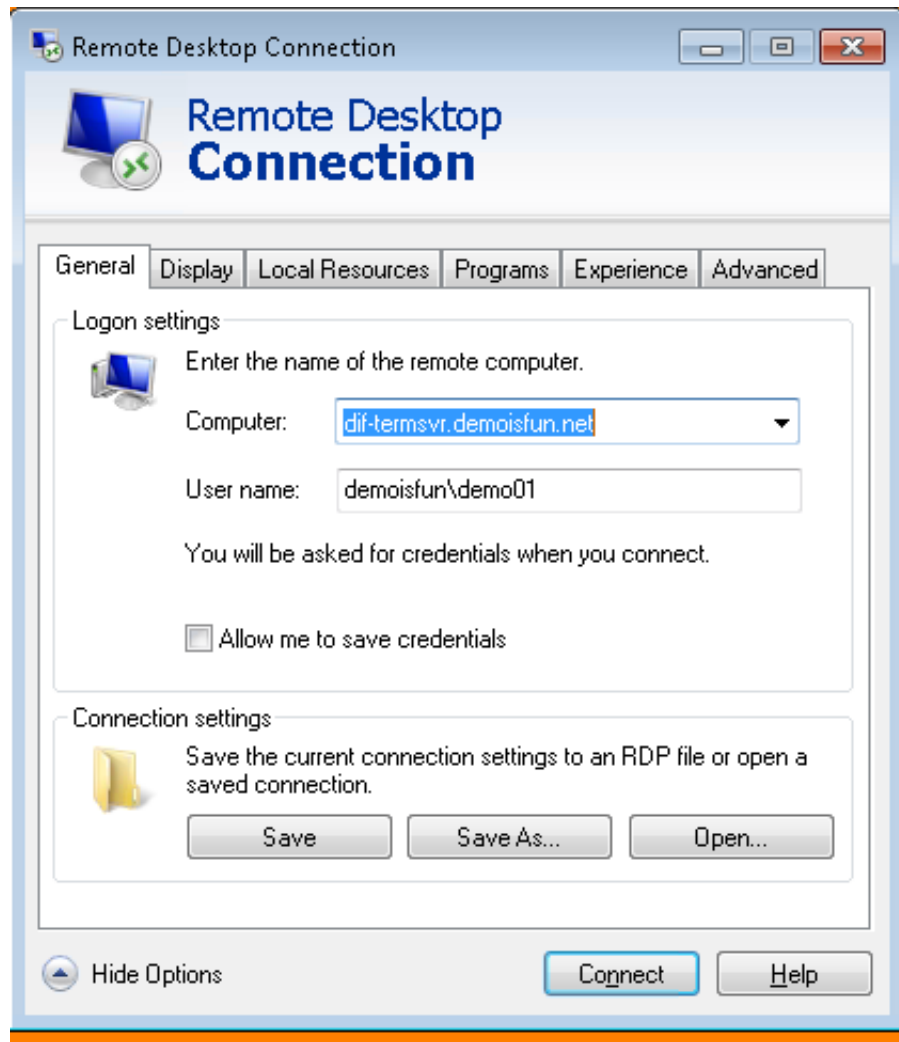 Remote Desktop Connection
Remote Desktop
Connection
General Display Local Resources Programs Experience Advanced
Logon settings
Enter the name of the remote computer.
Computer: dif-termsvr.demoisfun.net
User name: demoisfun\demo01
You will be asked for credentials when you connect.
Allow me to save credentials
Connection settings
Save the current connection settings to an RDP file or open a
saved connection.
Save Save As... Open...
Hide Options Connect Help